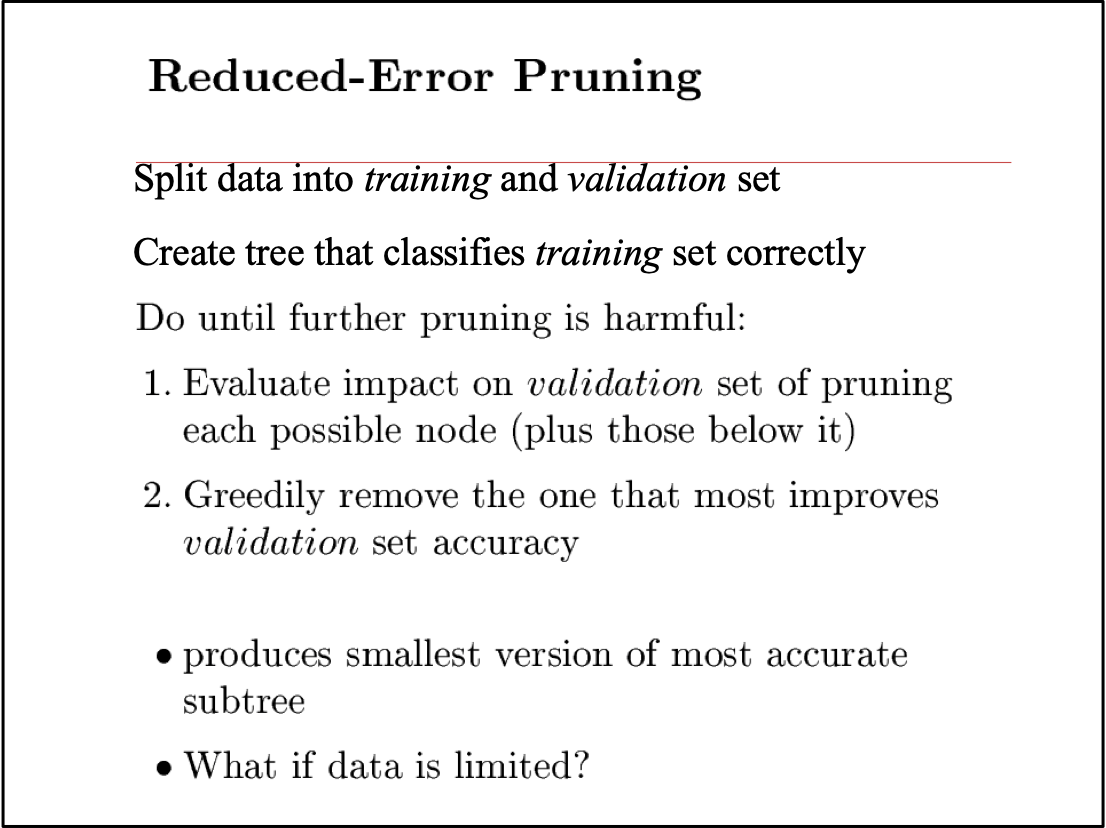 Reduced-Error Pruning
Split data into training and validation set
Create tree that classifies training set correctly
Do until further pruning is harmful:
1. Evaluate impact on validation set of pruning
each possible node (plus those below it)
2. Greedily remove the one that most improves
validation set accuracy
• produces smallest version of most accurate
subtree
• What if data is limited?